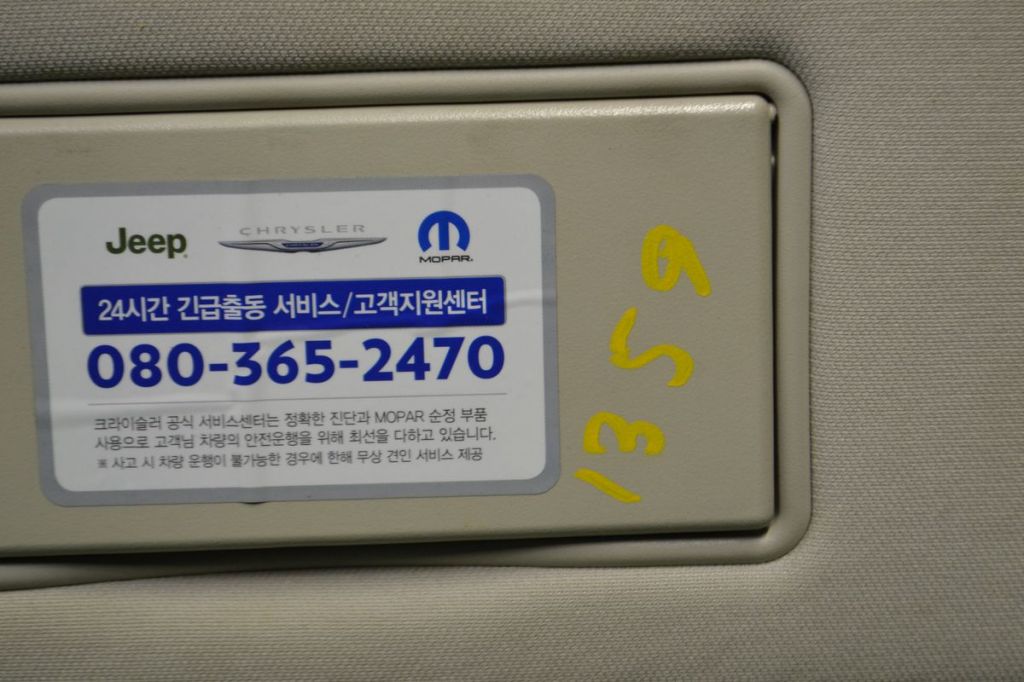 Jeep
CHRYSLER
MOPAR
24시간 긴급출동 서비스/고객지원센터
080-365-2470
크라이슬러 공식 서비스센터는 정확한 진단과 MOPAR 순정 부품
사용으로 고객님 차량의 안전운행을 위해 최선을 다하고 있습니다.
※ 사고 시 차량 운행이 불가능한 경우에 한해 무상 견인 서비스 제공
1359